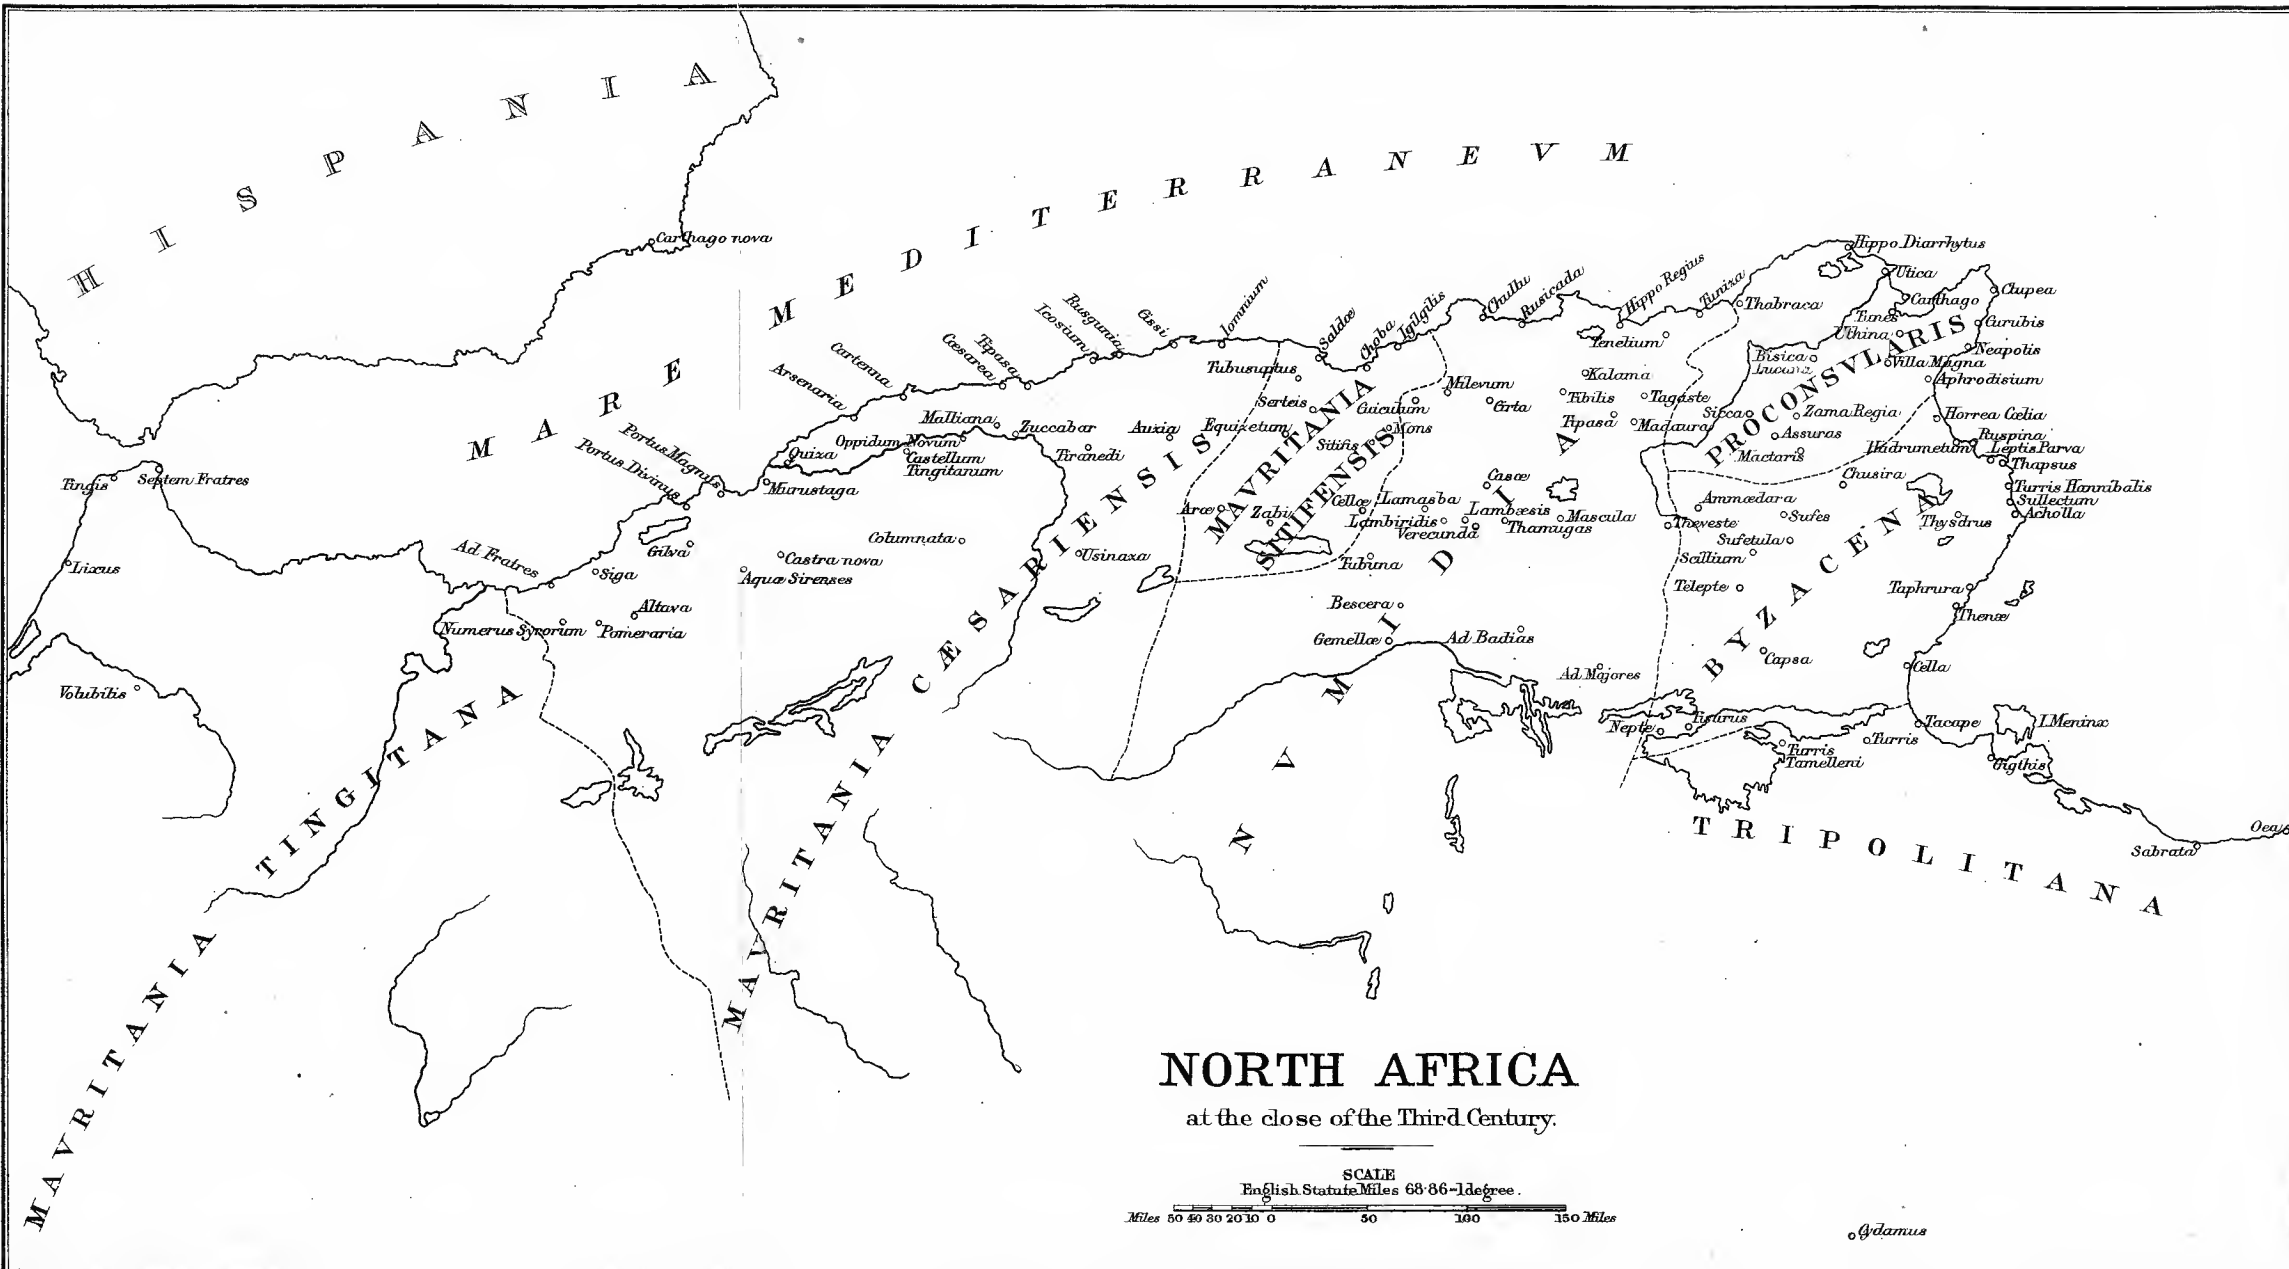 HISPANIA
MARE MEDITERRANEVM
Carthago nova
Hippo Diarrhytus
Utica
Carthago
Clupea
Tunes
Uthina
Curubis
Neapolis
Bisica
Villa Magna
Aphrodisium
PROCONSVLARIS
Thabraca
Tuniza
Hippo Regius
Rusicada
Chullu
Igilgilis
Choba
Saldæ
Iomnium
Cissi
Rusguniæ
Icosium
Tipasa
Cæsarea
Cartenna
Arsenaria
Portus Magnus
Portus Divinus
Quiza
Murustaga
Oppidum Novum
Castellum
Tingitanum
Malliana
Zuccabar
Tiranedi
Auzia
Equizetum
Tubusuptus
Serteis
Sitifis
Cuiculum
Mons
Milevum
Cirta
Tenelium
Kalama
Tibilis
Tipasa
Tagaste
Madaura
Sicca
Zama Regia
Assuras
Mactaris
Horrea Cælia
Hadrumetum
Ruspina
Leptis Parva
Thapsus
Turris Hannibalis
Sullectum
Acholla
Thysdrus
Chusira
Ammædara
Sufes
Theveste
Sufetula
Scillium
Telepte
Taphrura
Thenæ
BYZACENA
Capsa
Cella
Tacape
I. Meninx
Gigthis
Turris
Turris
Tamelleni
Tisurus
Nepte
Ad Majores
Ad Badias
Gemellæ
Bescera
Tubuna
Casæ
Lamasba
Cellæ
Lambiridis
Verecunda
Lambæsis
Thamugas
Mascula
Zabi
Aræ
MAVRITANIA
SITIFENSIS
NVMIDIA
Usinaza
Columnata
Castra nova
Aquæ Sirenses
Gilva
Siga
Ad Fratres
Altava
Pomeraria
Numerus Syrorum
Tingis
Septem Fratres
Lixus
Volubilis
MAVRITANIA TINGITANA
MAVRITANIA CÆSARIENSIS
TRIPOLITANA
Oea
Sabrata
Cydamus
NORTH AFRICA
at the close of the Third Century.
SCALE
English Statute Miles 68·86=1 degree.
Miles 50 40 30 20 10 0 50 100 150 Miles